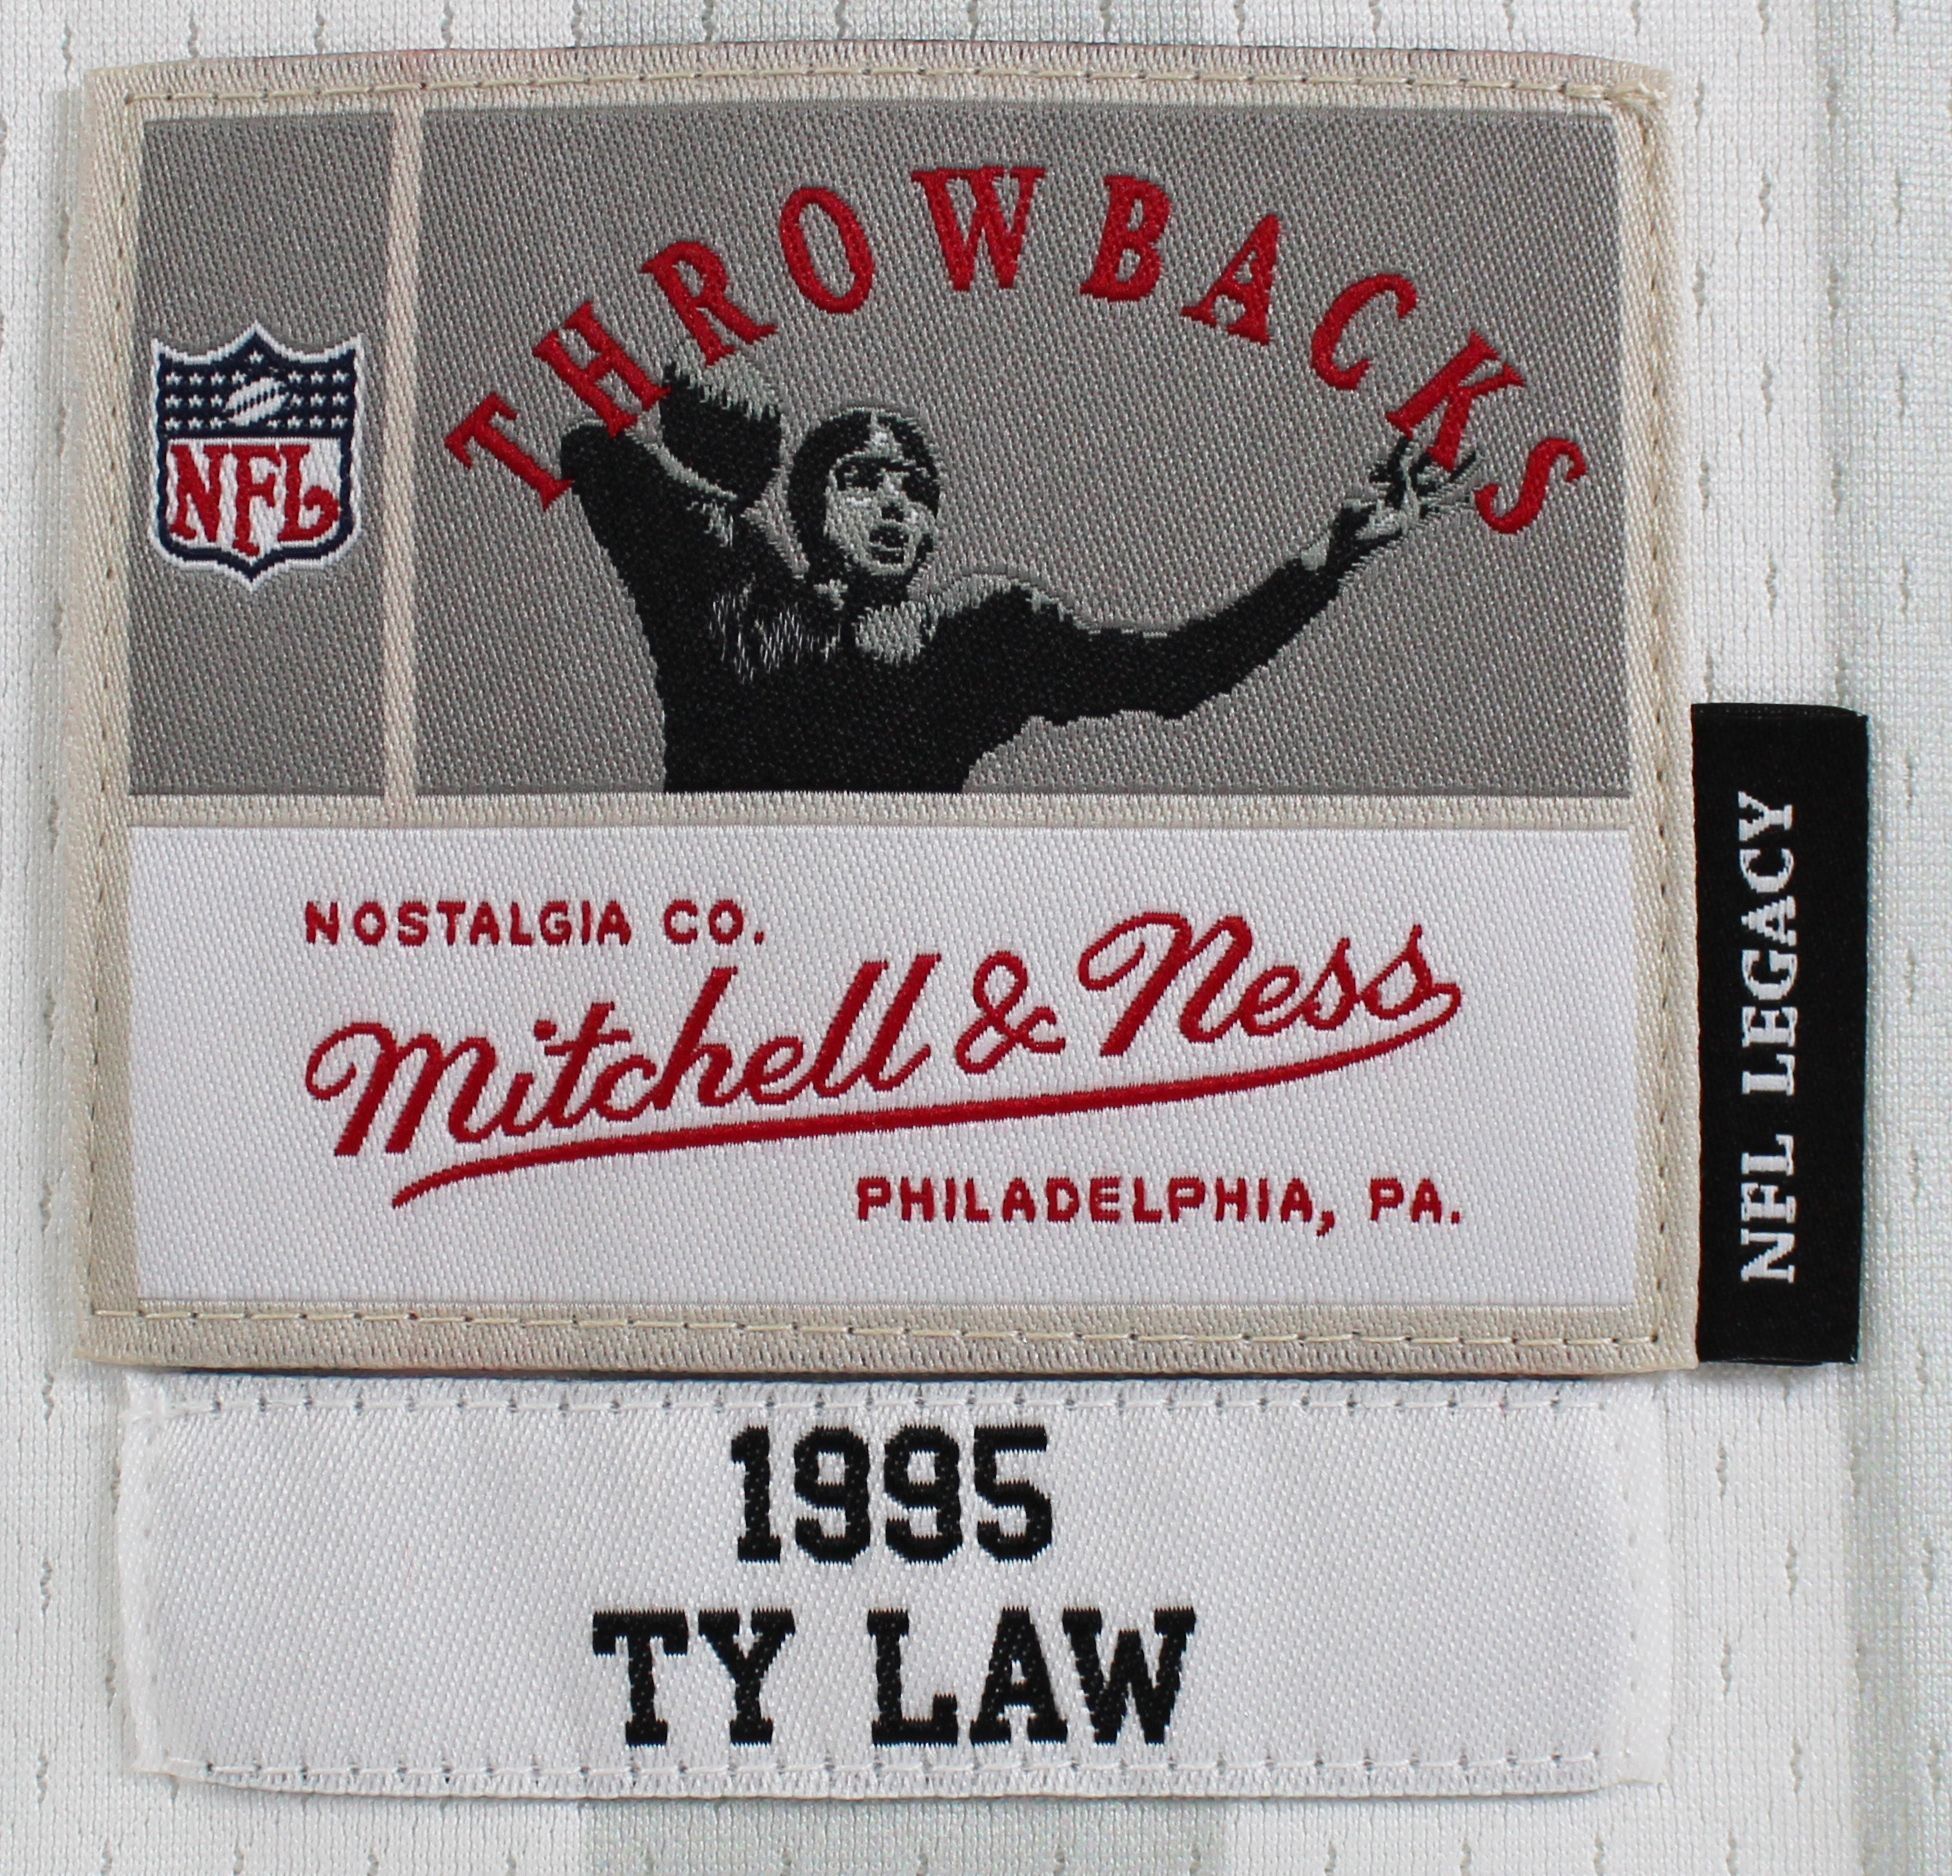 THROWBACKS
NFL
NOSTALGIA CO.
Mitchell & Ness
PHILADELPHIA, PA.
NFL LEGACY
1995
TY LAW